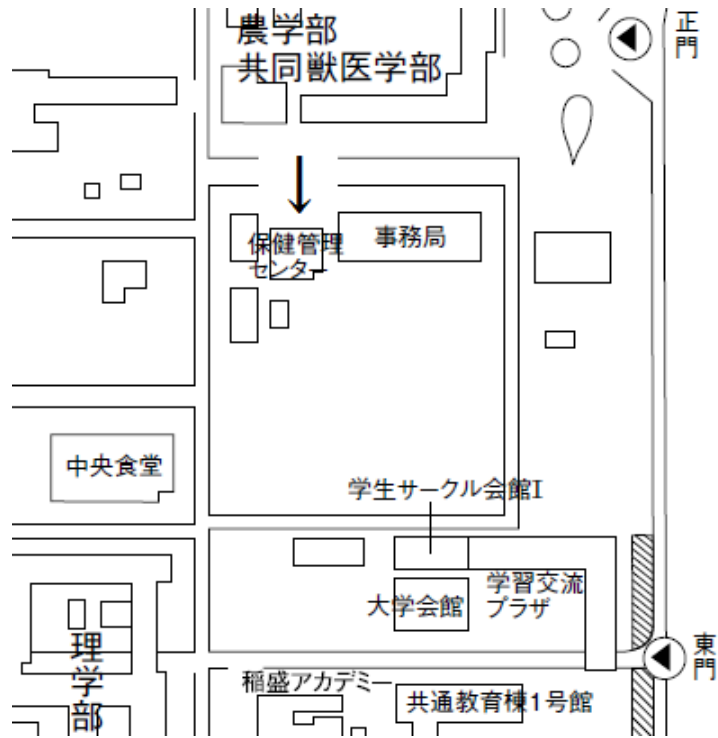 正門
農学部
共同獣医学部
保健管理
センター
事務局
中央食堂
学生サークル会館I
大学会館
学習交流
プラザ
東門
理学部
稲盛アカデミー
共通教育棟1号館